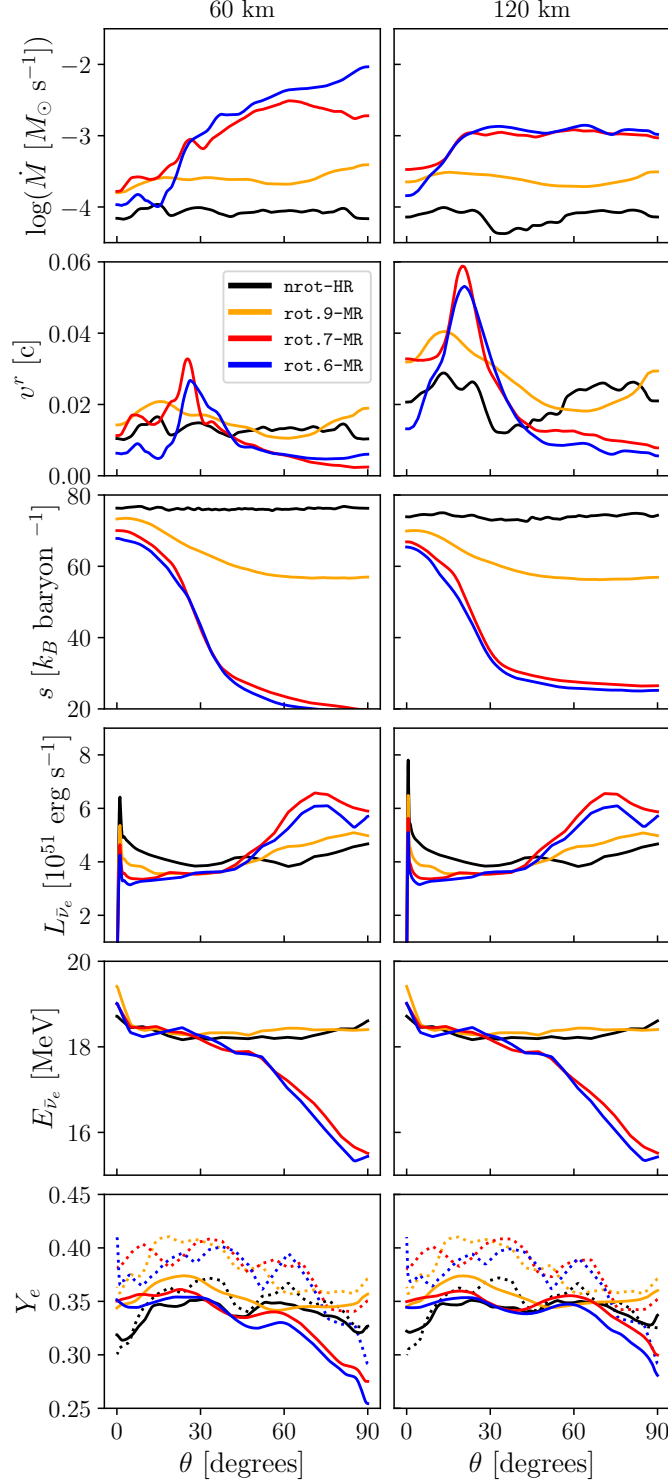 60 km 120 km
log(Ṁ [M⊙ s⁻¹])
−2
−3
−4
vʳ [c]
0.06
0.04
0.02
0.00
nrot-HR
rot.9-MR
rot.7-MR
rot.6-MR
s [k_B baryon ⁻¹]
80
60
40
20
L_ν̄ₑ [10⁵¹ erg s⁻¹]
8
6
4
2
E_ν̄ₑ [MeV]
20
18
16
Yₑ
0.45
0.40
0.35
0.30
0.25
0 30 60 90 0 30 60 90
θ [degrees] θ [degrees]